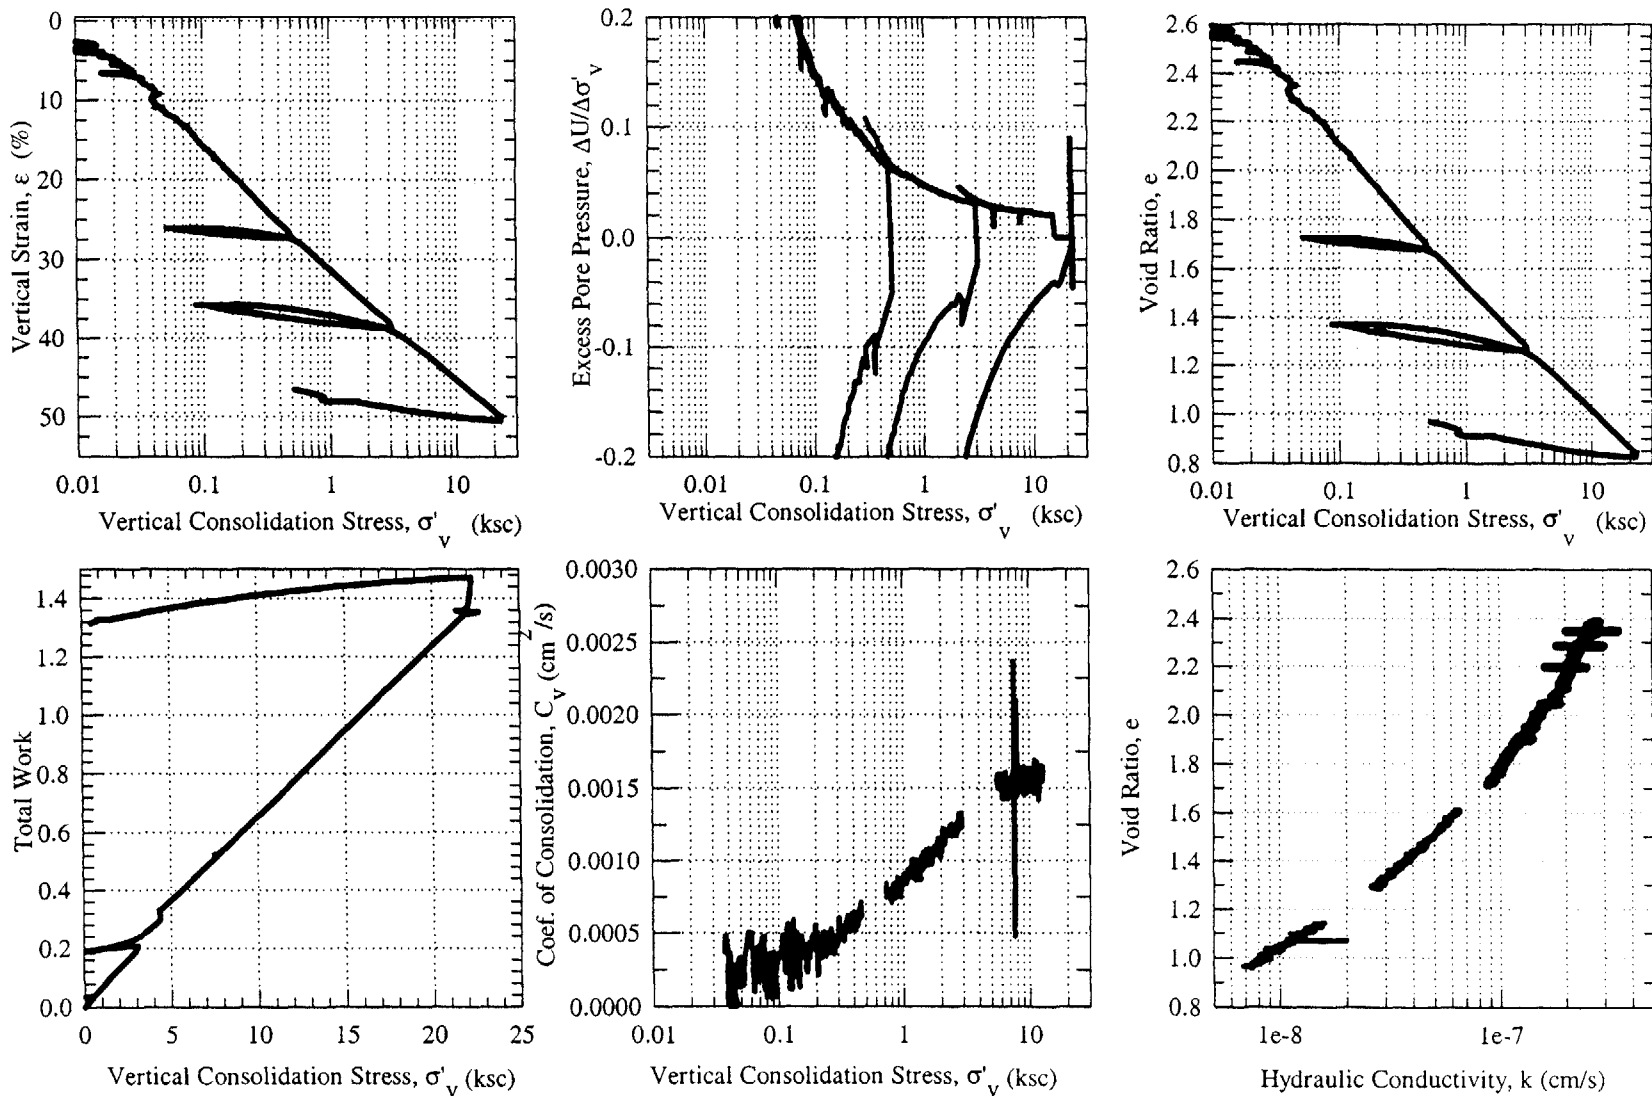 0
10
20
30
40
50
Vertical Strain, ε (%)
0.01 0.1 1 10
Vertical Consolidation Stress, σ'v (ksc)
0.2
0.1
0.0
-0.1
-0.2
Excess Pore Pressure, ΔU/Δσ'v
0.01 0.1 1 10
Vertical Consolidation Stress, σ'v (ksc)
2.6
2.4
2.2
2.0
1.8
1.6
1.4
1.2
1.0
0.8
Void Ratio, e
0.01 0.1 1 10
Vertical Consolidation Stress, σ'v (ksc)
1.4
1.2
1.0
0.8
0.6
0.4
0.2
0.0
Total Work
0 5 10 15 20 25
Vertical Consolidation Stress, σ'v (ksc)
0.0030
0.0025
0.0020
0.0015
0.0010
0.0005
0.0000
Coef. of Consolidation, Cv (cm2/s)
0.01 0.1 1 10
Vertical Consolidation Stress, σ'v (ksc)
2.6
2.4
2.2
2.0
1.8
1.6
1.4
1.2
1.0
0.8
Void Ratio, e
1e-8 1e-7
Hydraulic Conductivity, k (cm/s)